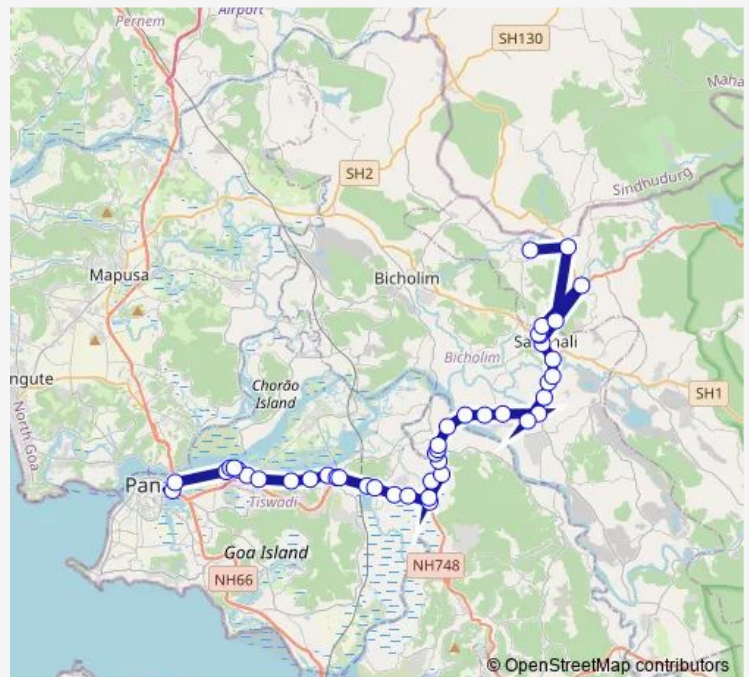 Pernem
Airport
SH130
Maha
SH2
Sindhudurg
Mapusa
Bicholim
Sa
hali
Bicholim
ngute
Chorão
Island
SH1
North Goa
Pan
Tiswadi
Goa Island
NH748
NH66
© OpenStreetMap contributors